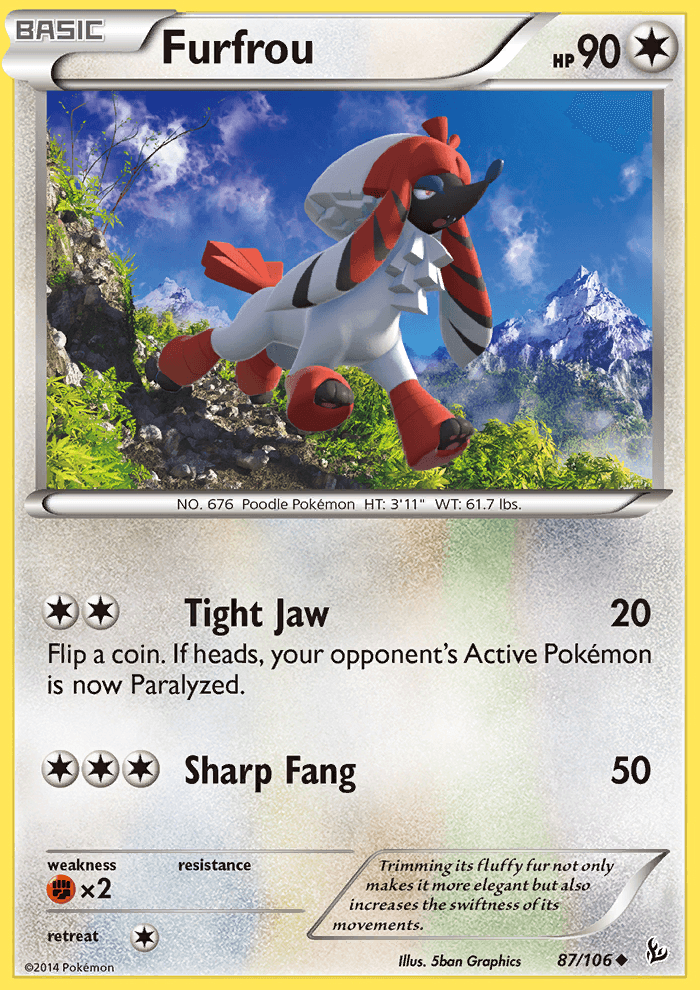 BASIC
Furfrou
HP 90
NO. 676 Poodle Pokémon HT: 3'11" WT: 61.7 lbs.
Tight Jaw 20
Flip a coin. If heads, your opponent's Active Pokémon
is now Paralyzed.
Sharp Fang 50
weakness resistance
×2
retreat
Trimming its fluffy fur not only
makes it more elegant but also
increases the swiftness of its
movements.
Illus. 5ban Graphics 87/106
©2014 Pokémon